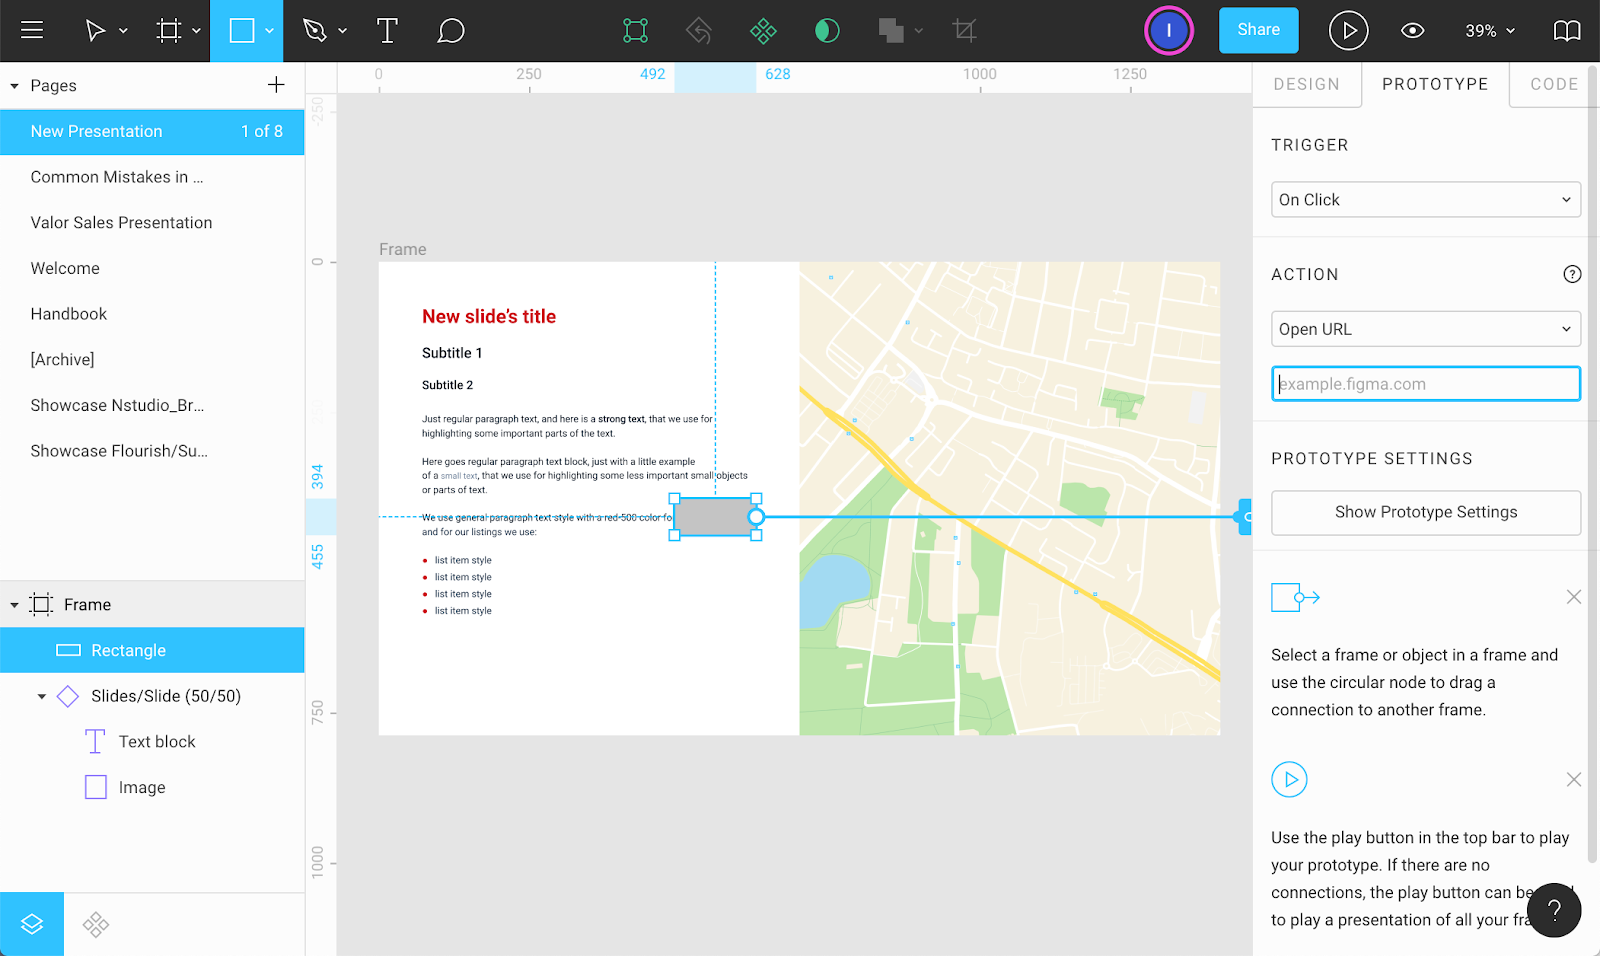 I
Share
39%
Pages
New Presentation 1 of 8
Common Mistakes in ...
Valor Sales Presentation
Welcome
Handbook
[Archive]
Showcase Nstudio_Br...
Showcase Flourish/Su...
Frame
Rectangle
Slides/Slide (50/50)
Text block
Image
0 250 492 628 1000 1250
-250
0
394
455
750
1000
Frame
New slide's title
Subtitle 1
Subtitle 2
Just regular paragraph text, and here is a strong text, that we use for
highlighting some important parts of the text.
Here goes regular paragraph text block, just with a little example
of a small text, that we use for highlighting some less important small objects
or parts of text.
We use general paragraph text style with a red-500 color fo
and for our listings we use:
list item style
list item style
list item style
list item style
DESIGN PROTOTYPE CODE
TRIGGER
On Click
ACTION
?
Open URL
example.figma.com
PROTOTYPE SETTINGS
Show Prototype Settings
Select a frame or object in a frame and
use the circular node to drag a
connection to another frame.
Use the play button in the top bar to play
your prototype. If there are no
connections, the play button can be
to play a presentation of all your fra
?